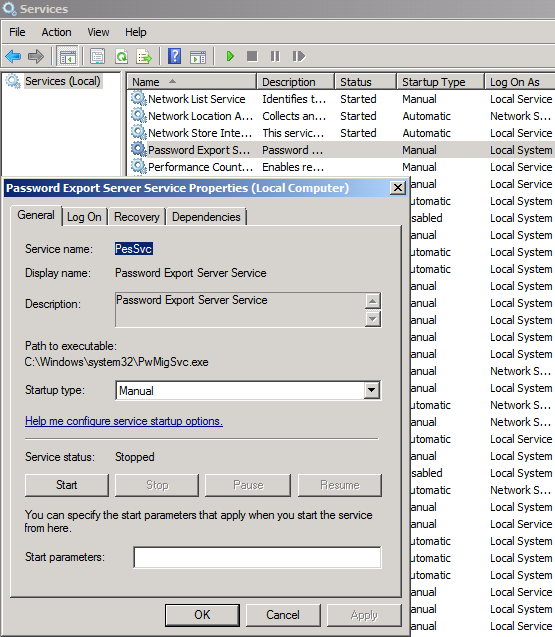 Services
File Action View Help
Services (Local)
Name Description Status Startup Type Log On As
Network List Service Identifies t... Started Manual Local Service
Network Location A... Collects an... Started Automatic Network S...
Network Store Inte... This servic... Started Automatic Local Service
Password Export S... Password ... Manual Local System
Performance Count... Enables re... Manual Local Service
Password Export Server Service Properties (Local Computer)
General Log On Recovery Dependencies
Service name: PesSvc
Display name: Password Export Server Service
Description: Password Export Server Service
Path to executable:
C:\Windows\system32\PwMigSvc.exe
Startup type: Manual
Help me configure service startup options.
Service status: Stopped
Start Stop Pause Resume
You can specify the start parameters that apply when you start the service
from here.
Start parameters:
OK Cancel Apply
anual Local Service
utomatic Local System
sabled Local System
anual Local System
utomatic Local System
utomatic Local System
anual Local System
anual Local System
anual Local System
anual Local System
anual Local System
anual Network S...
utomatic Local System
utomatic Network S...
anual Network S...
utomatic Local Service
anual Local System
sabled Local System
utomatic Network S...
anual Local System
anual Local Service
anual Local System
utomatic Local System
utomatic Local System
utomatic Local Service
anual Local Service
anual Local Service